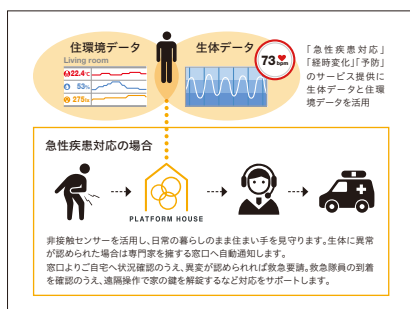 住環境データ
Living room
22.4℃
53%
生体データ
73 bpm
「急性疾患対応」
「経時変化」「予防」
のサービス提供に
生体データと住環
境データを活用
急性疾患対応の場合
PLATFORM HOUSE
非接触センサーを活用し、日常の暮らしのまま住まい手を見守ります。生体に異常
が認められた場合は専門家を擁する窓口へ自動通知します。
窓口よりご自宅へ状況確認のうえ、異変が認められれば救急要請。救急隊員の到着
を確認のうえ、遠隔操作で家の鍵を解錠するなど対応をサポートします。